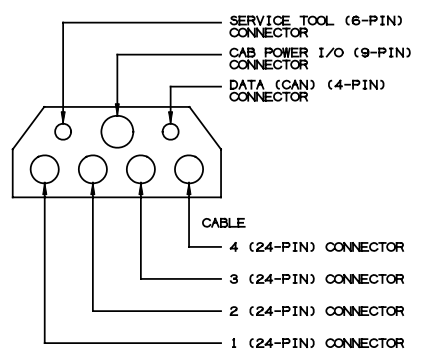 SERVICE TOOL (6-PIN)
CONNECTOR
CAB POWER I/O (9-PIN)
CONNECTOR
DATA (CAN) (4-PIN)
CONNECTOR
CABLE
4 (24-PIN) CONNECTOR
3 (24-PIN) CONNECTOR
2 (24-PIN) CONNECTOR
1 (24-PIN) CONNECTOR